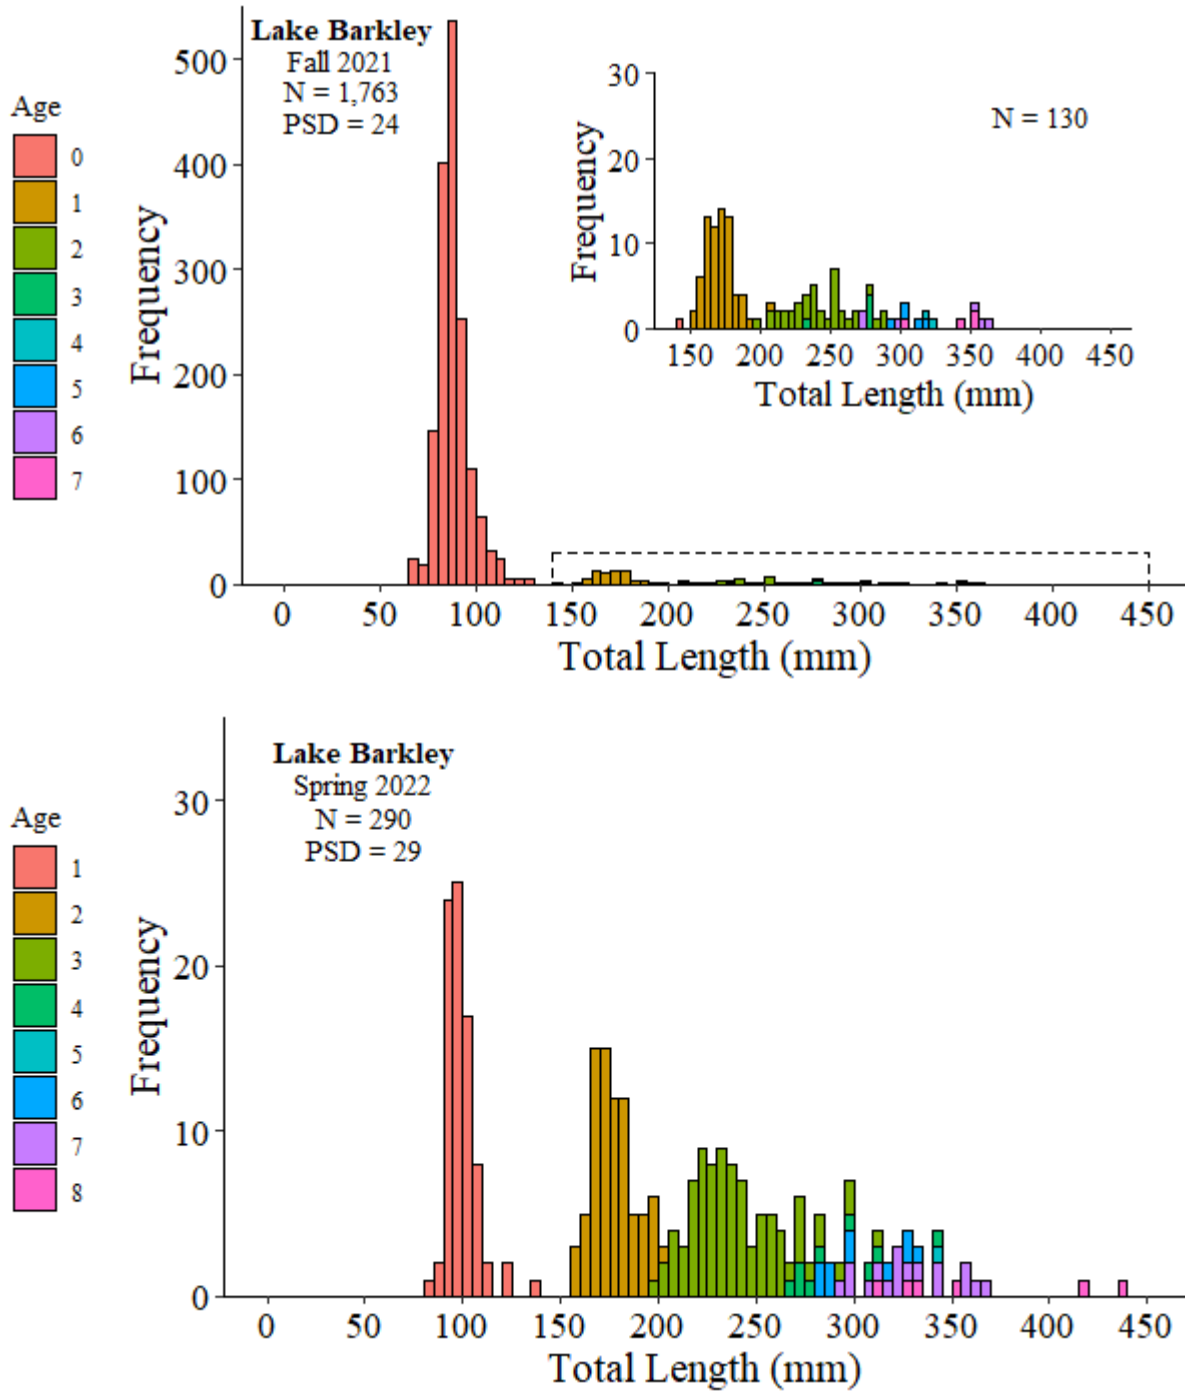 Lake Barkley
Fall 2021
N = 1,763
PSD = 24
Age
0
1
2
3
4
5
6
7
Frequency
500
400
300
200
100
0
0 50 100 150 200 250 300 350 400 450
Total Length (mm)
N = 130
Frequency
30
20
10
0
150 200 250 300 350 400 450
Total Length (mm)
Lake Barkley
Spring 2022
N = 290
PSD = 29
Age
1
2
3
4
5
6
7
8
Frequency
30
20
10
0
0 50 100 150 200 250 300 350 400 450
Total Length (mm)